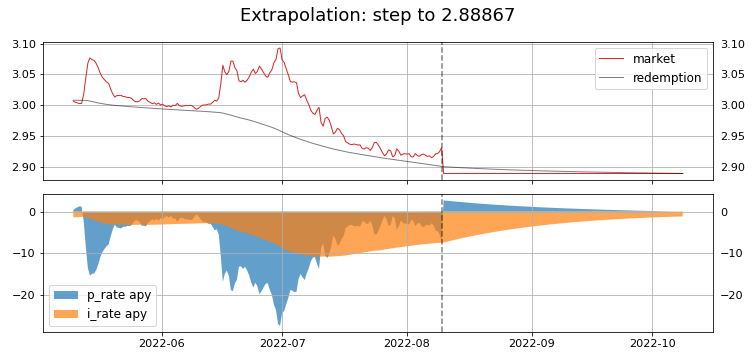 Extrapolation: step to 2.88867
3.10 3.10
market
redemption
3.05 3.05
3.00 3.00
2.95 2.95
2.90 2.90
0 0
−10 −10
−20 −20
p_rate apy
i_rate apy
2022-06 2022-07 2022-08 2022-09 2022-10